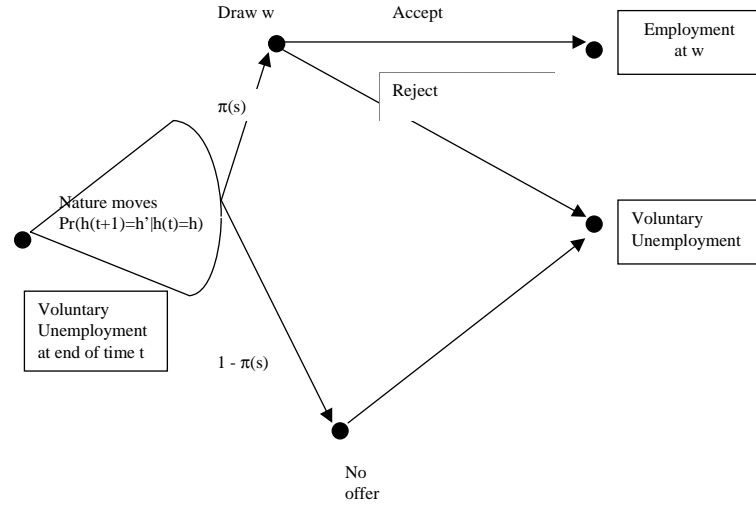 Draw w
Accept
Employment
at w
Reject
π(s)
Nature moves
Pr(h(t+1)=h'|h(t)=h)
Voluntary
Unemployment
Voluntary
Unemployment
at end of time t
1 - π(s)
No
offer